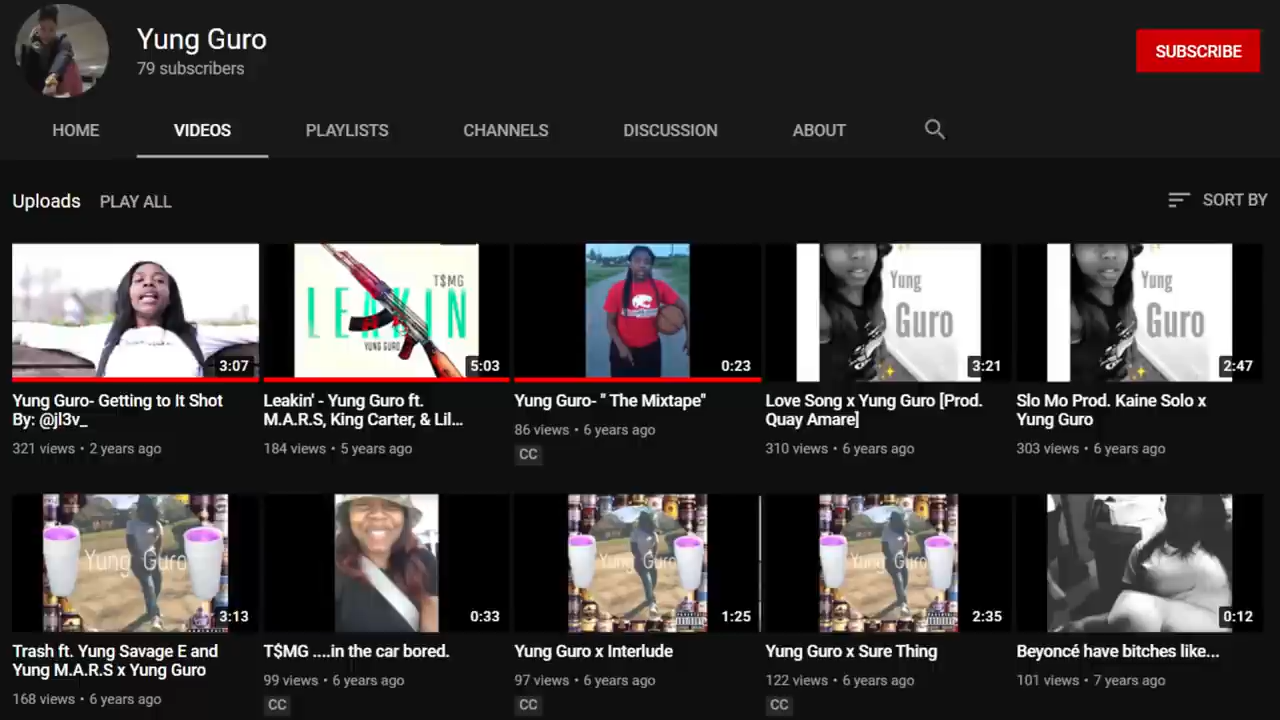 Yung Guro
79 subscribers
SUBSCRIBE
HOME VIDEOS PLAYLISTS CHANNELS DISCUSSION ABOUT
Uploads PLAY ALL SORT BY
T$MG
LEAKIN
YUNG GURO
Yung
Guro
Yung
Guro
3:07 5:03 0:23 3:21 2:47
Yung Guro- Getting to It Shot
By: @jl3v_
321 views • 2 years ago
Leakin' - Yung Guro ft.
M.A.R.S, King Carter, & Lil...
184 views • 5 years ago
Yung Guro- " The Mixtape"
86 views • 6 years ago
CC
Love Song x Yung Guro [Prod.
Quay Amare]
310 views • 6 years ago
Slo Mo Prod. Kaine Solo x
Yung Guro
303 views • 6 years ago
Yung Guro
Yung Guro
Yung Guro
3:13 0:33 1:25 2:35 0:12
Trash ft. Yung Savage E and
Yung M.A.R.S x Yung Guro
168 views • 6 years ago
T$MG ....in the car bored.
99 views • 6 years ago
CC
Yung Guro x Interlude
97 views • 6 years ago
CC
Yung Guro x Sure Thing
122 views • 6 years ago
CC
Beyoncé have bitches like...
101 views • 7 years ago